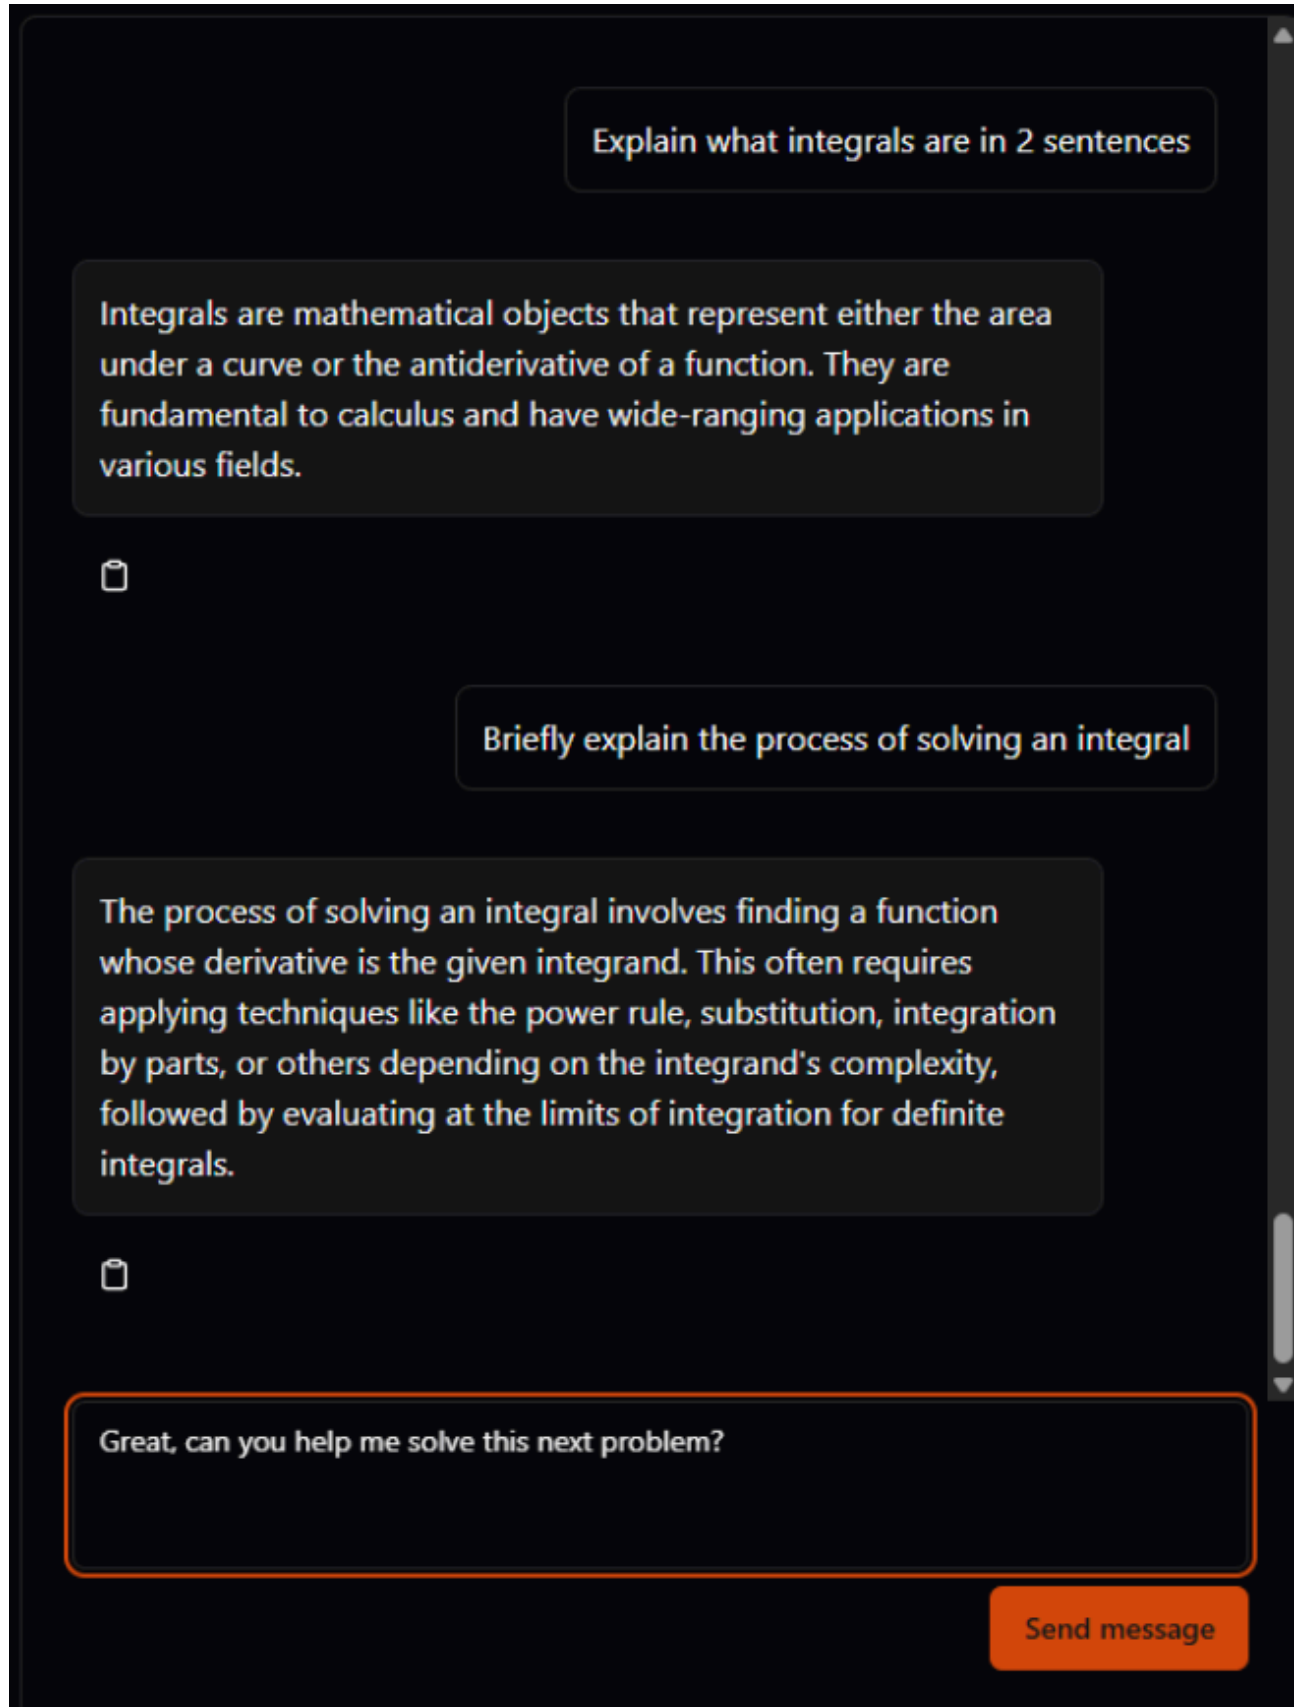 Explain what integrals are in 2 sentences
Integrals are mathematical objects that represent either the area
under a curve or the antiderivative of a function. They are
fundamental to calculus and have wide-ranging applications in
various fields.
Briefly explain the process of solving an integral
The process of solving an integral involves finding a function
whose derivative is the given integrand. This often requires
applying techniques like the power rule, substitution, integration
by parts, or others depending on the integrand's complexity,
followed by evaluating at the limits of integration for definite
integrals.
Great, can you help me solve this next problem?
Send message